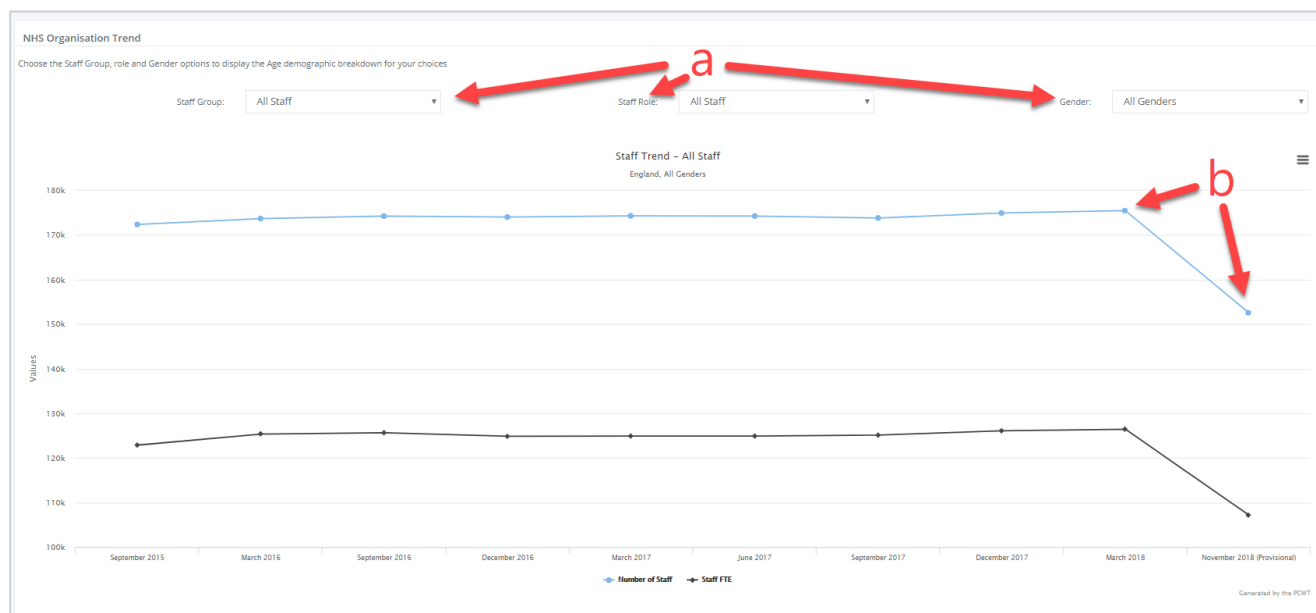 NHS Organisation Trend
Choose the Staff Group, role and Gender options to display the Age demographic breakdown for your choices
a
Staff Group: All Staff Staff Role: All Staff Gender: All Genders
Staff Trend - All Staff
England, All Genders
b
180k
170k
160k
150k
140k
130k
120k
110k
100k
Values
September 2015 March 2016 September 2016 December 2016 March 2017 June 2017 September 2017 December 2017 March 2018 November 2018 (Provisional)
Number of Staff Staff FTE
Generated by the PCWT